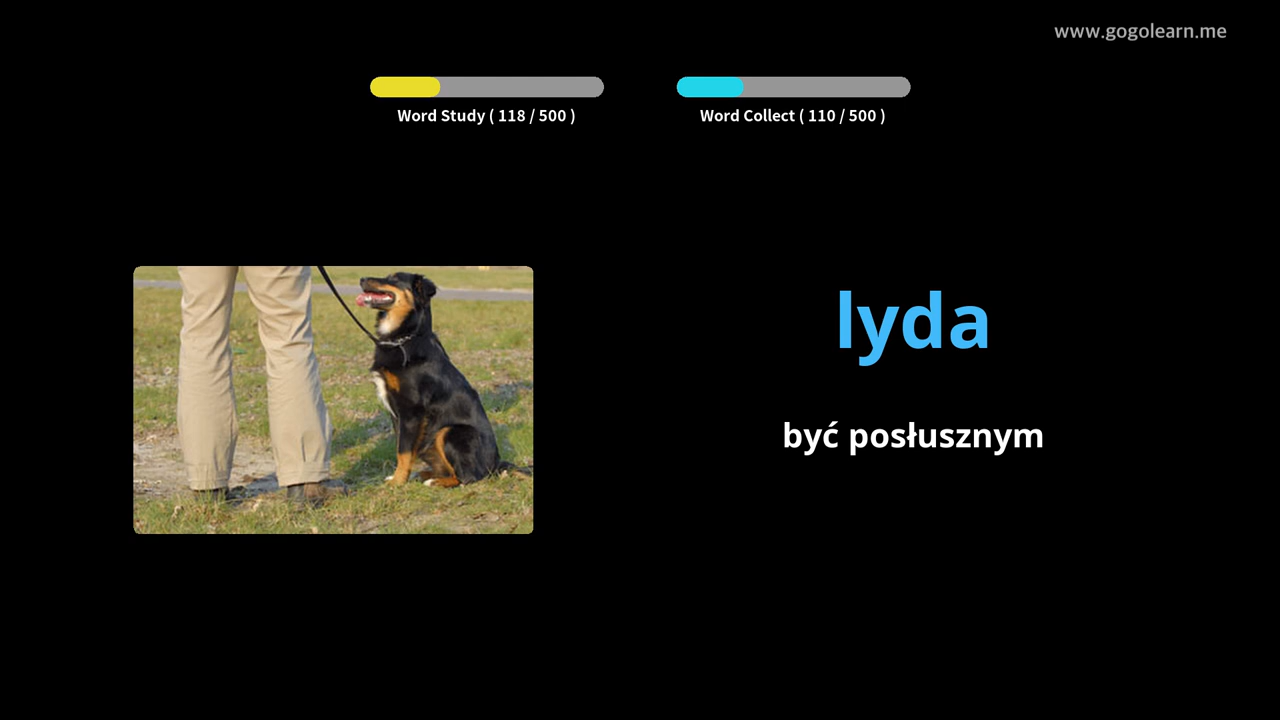 www.gogolearn.me
Word Study ( 118 / 500 )
Word Collect ( 110 / 500 )
lyda
być posłusznym